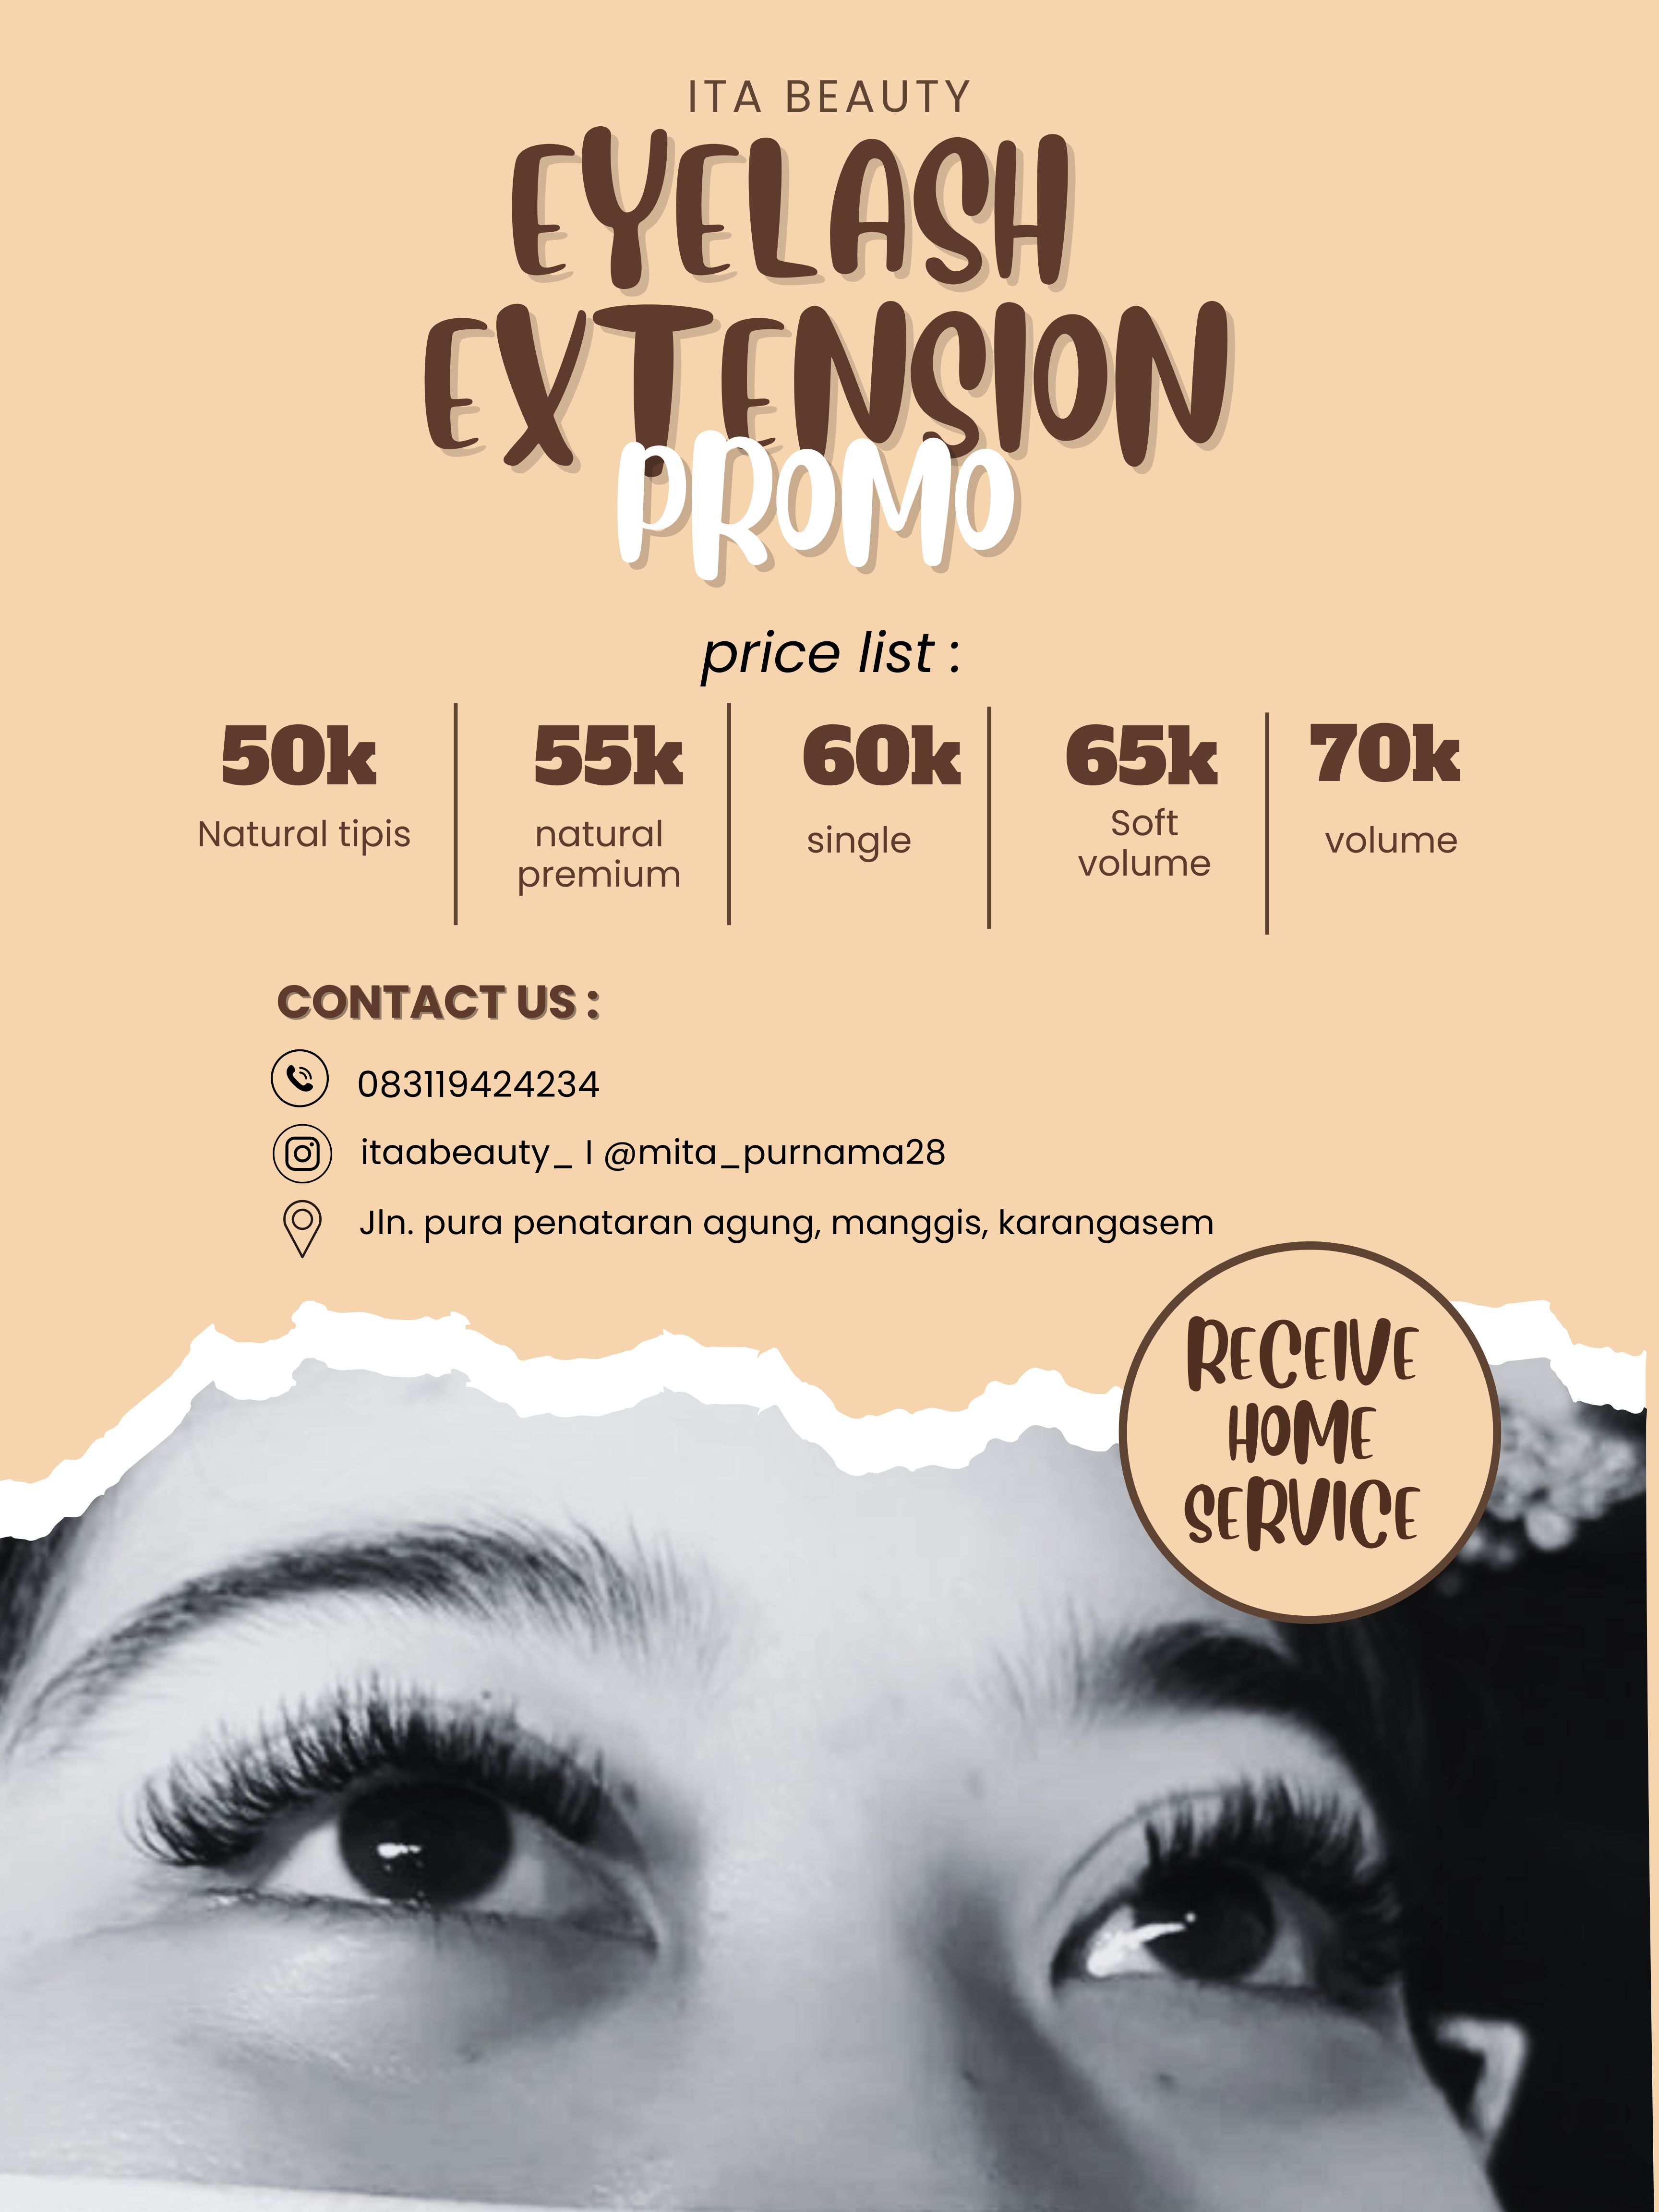 ITA BEAUTY
EYELASH
EXTENSION
PROMO
price list :
50k
Natural tipis
55k
natural
premium
60k
single
65k
Soft
volume
70k
volume
CONTACT US :
083119424234
itaabeauty_ I @mita_purnama28
Jln. pura penataran agung, manggis, karangasem
RECEIVE
HOME
SERVICE